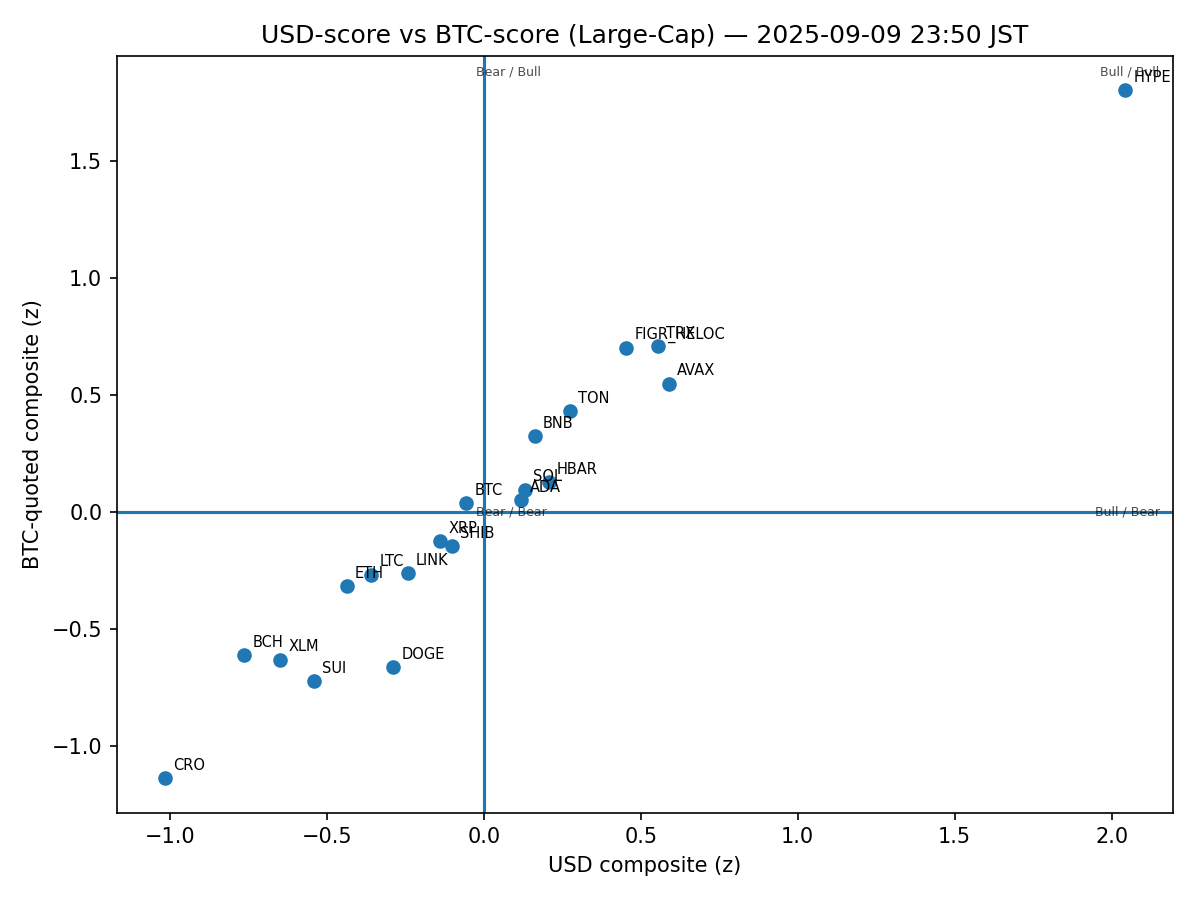 USD-score vs BTC-score (Large-Cap) — 2025-09-09 23:50 JST
Bear / Bull
Bull / Bull
HYPE
1.5
1.0
FIGR_HELOC
TRX
AVAX
0.5
TON
BNB
HBAR
SOL
ADA
BTC
0.0
Bear / Bear
Bull / Bear
XRP
SHIB
LTC
LINK
ETH
−0.5
BCH
XLM
DOGE
SUI
−1.0
CRO
BTC-quoted composite (z)
−1.0
−0.5
0.0
0.5
1.0
1.5
2.0
USD composite (z)